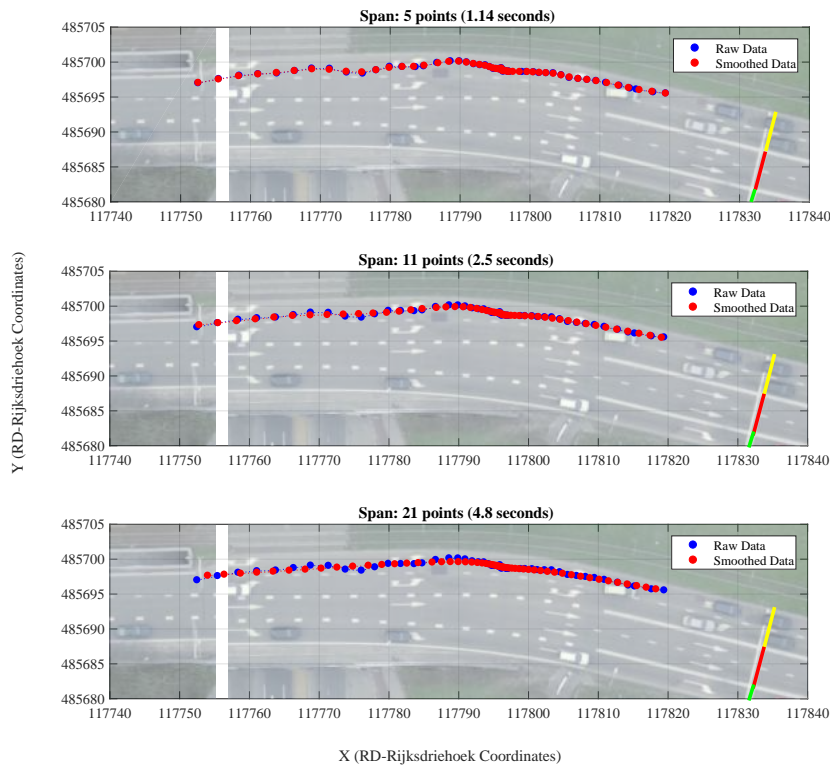 Span: 5 points (1.14 seconds)
485705
485700
485695
485690
485685
485680
Raw Data
Smoothed Data
117740 117750 117760 117770 117780 117790 117800 117810 117820 117830 117840
Span: 11 points (2.5 seconds)
485705
485700
485695
485690
485685
485680
Raw Data
Smoothed Data
117740 117750 117760 117770 117780 117790 117800 117810 117820 117830 117840
Y (RD-Rijksdriehoek Coordinates)
Span: 21 points (4.8 seconds)
485705
485700
485695
485690
485685
485680
Raw Data
Smoothed Data
117740 117750 117760 117770 117780 117790 117800 117810 117820 117830 117840
X (RD-Rijksdriehoek Coordinates)